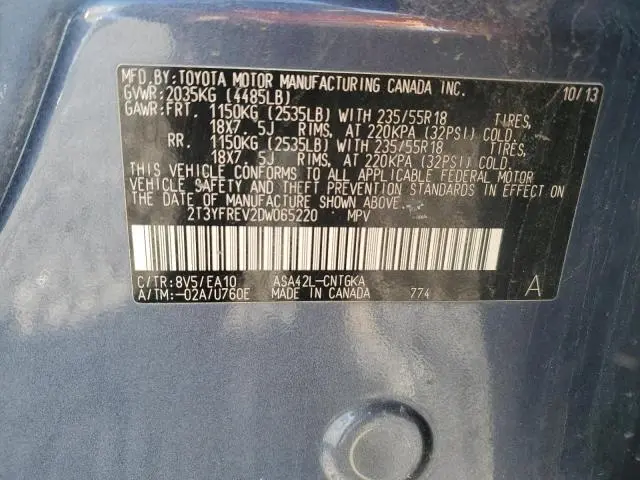 MFD.BY:TOYOTA MOTOR MANUFACTURING CANADA INC. 10/13
GVWR:2035KG (4485LB)
GAWR:FRT. 1150KG (2535LB) WITH 235/55R18 TIRES,
18X7. 5J RIMS, AT 220KPA (32PSI) COLD.
RR. 1150KG (2535LB) WITH 235/55R18 TIRES,
18X7. 5J RIMS, AT 220KPA (32PSI) COLD.
THIS VEHICLE CONFORMS TO ALL APPLICABLE FEDERAL MOTOR
VEHICLE SAFETY AND THEFT PREVENTION STANDARDS IN EFFECT ON
THE DATE OF MANUFACTURE SHOWN ABOVE.
2T3YFREV2DW065220 MPV
C/TR:8V5/EA10 ASA42L-CNTGKA A
A/TM:-02A/U760E MADE IN CANADA 774